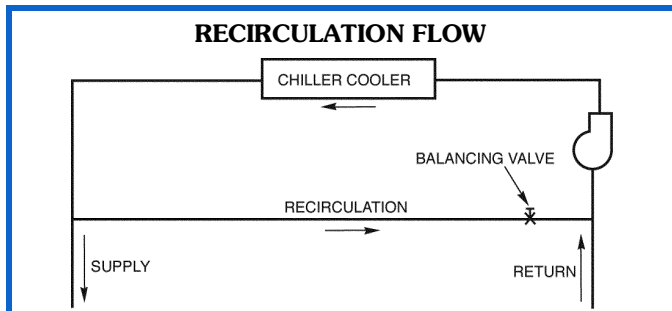 RECIRCULATION FLOW
CHILLER COOLER
BALANCING VALVE
RECIRCULATION
SUPPLY
RETURN